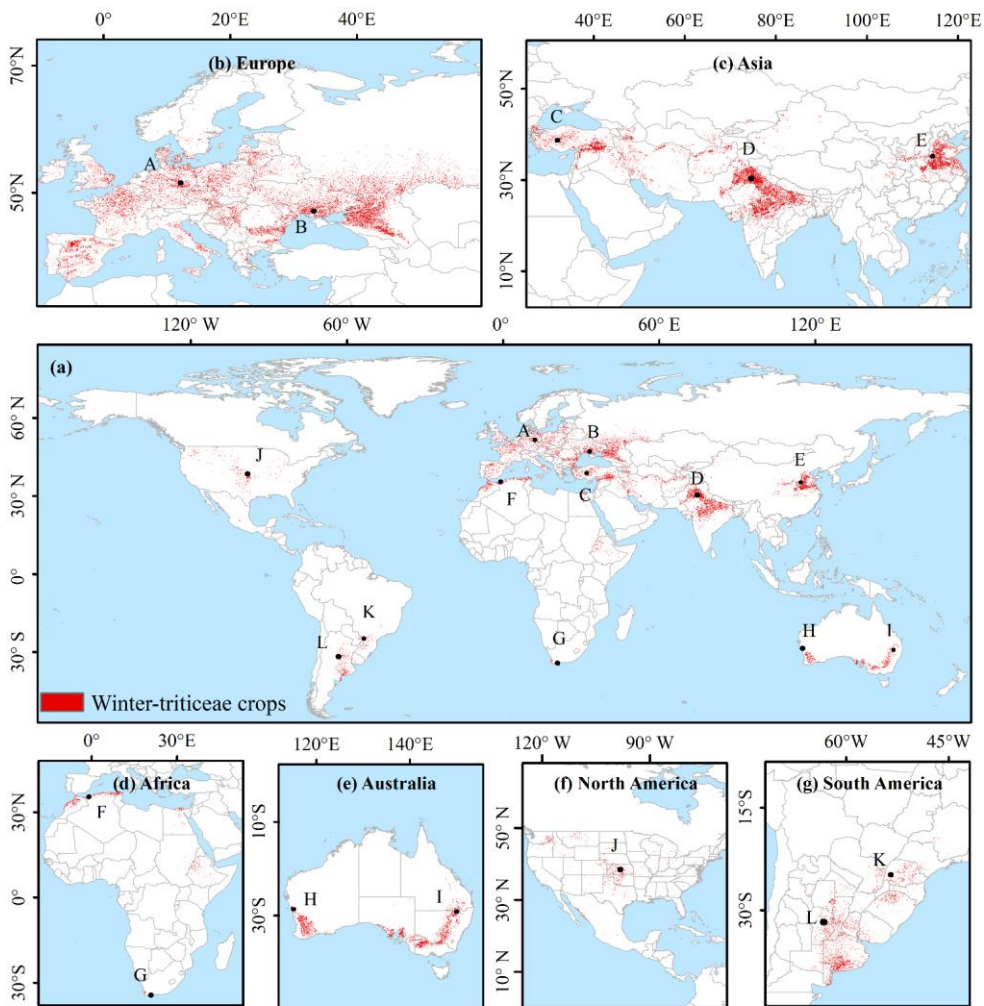 0° 20°E 40°E
40°E 60°E 80°E 100°E 120°E
70°N
50°N
(b) Europe
A
B
50°N
30°N
10°N
(c) Asia
C
D
E
120° W 60° W 0° 60° E 120° E
(a)
60° N
30° N
0°
30° S
A
B
C
D
E
F
G
H
I
J
K
L
Winter-triticeae crops
0° 30°E
30°N
0°
30°S
(d) Africa
F
G
120°E 140°E
10°S
30°S
(e) Australia
H
I
120°W 90°W
50°N
30°N
10°N
(f) North America
J
60°W 45°W
15°S
30°S
(g) South America
K
L